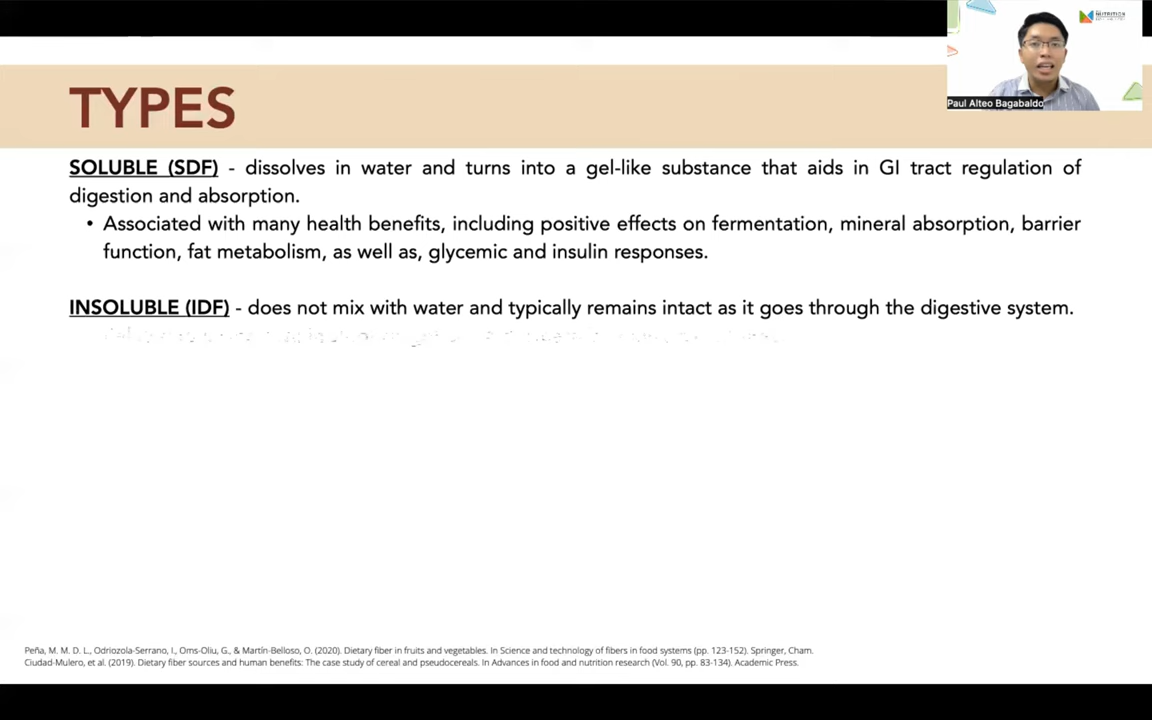 NUTRITION
Paul Alteo Bagabaldo
TYPES
SOLUBLE (SDF) - dissolves in water and turns into a gel-like substance that aids in GI tract regulation of
digestion and absorption.
• Associated with many health benefits, including positive effects on fermentation, mineral absorption, barrier
function, fat metabolism, as well as, glycemic and insulin responses.
INSOLUBLE (IDF) - does not mix with water and typically remains intact as it goes through the digestive system.
Peña, M. M. D. L., Odriozola-Serrano, I., Oms-Oliu, G., & Martín-Belloso, O. (2020). Dietary fiber in fruits and vegetables. In Science and technology of fibers in food systems (pp. 123-152). Springer, Cham.
Ciudad-Mulero, et al. (2019). Dietary fiber sources and human benefits: The case study of cereal and pseudocereals. In Advances in food and nutrition research (Vol. 90, pp. 83-134). Academic Press.